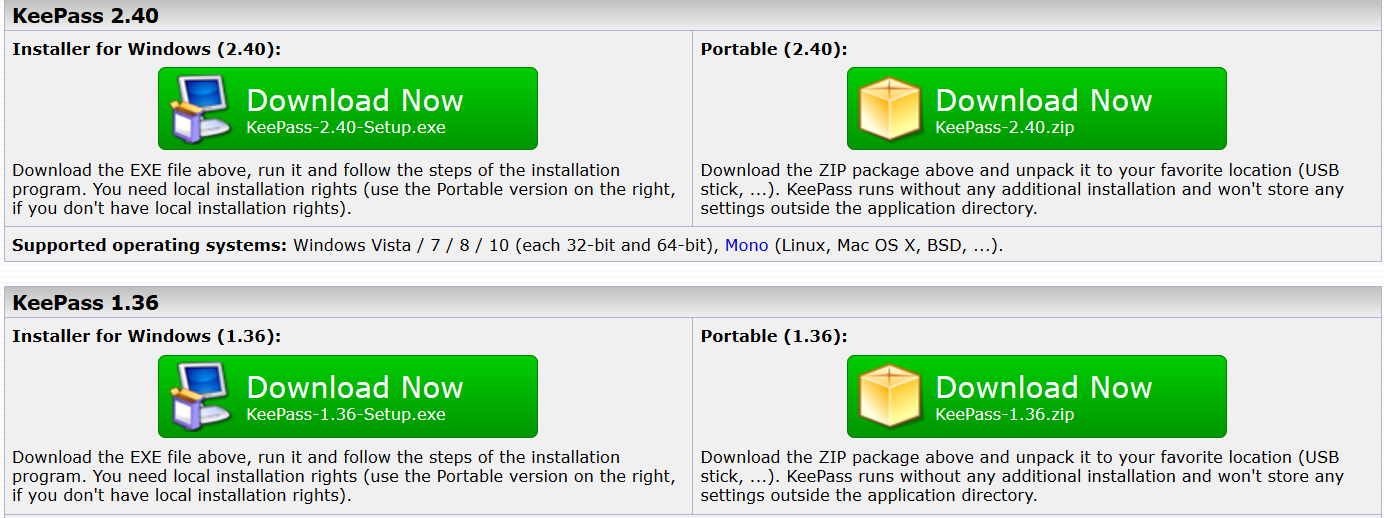 KeePass 2.40
Installer for Windows (2.40):
Download Now
KeePass-2.40-Setup.exe
Download the EXE file above, run it and follow the steps of the installation
program. You need local installation rights (use the Portable version on the right,
if you don't have local installation rights).
Portable (2.40):
Download Now
KeePass-2.40.zip
Download the ZIP package above and unpack it to your favorite location (USB
stick, ...). KeePass runs without any additional installation and won't store any
settings outside the application directory.
Supported operating systems: Windows Vista / 7 / 8 / 10 (each 32-bit and 64-bit), Mono (Linux, Mac OS X, BSD, ...).
KeePass 1.36
Installer for Windows (1.36):
Download Now
KeePass-1.36-Setup.exe
Download the EXE file above, run it and follow the steps of the installation
program. You need local installation rights (use the Portable version on the right,
if you don't have local installation rights).
Portable (1.36):
Download Now
KeePass-1.36.zip
Download the ZIP package above and unpack it to your favorite location (USB
stick, ...). KeePass runs without any additional installation and won't store any
settings outside the application directory.